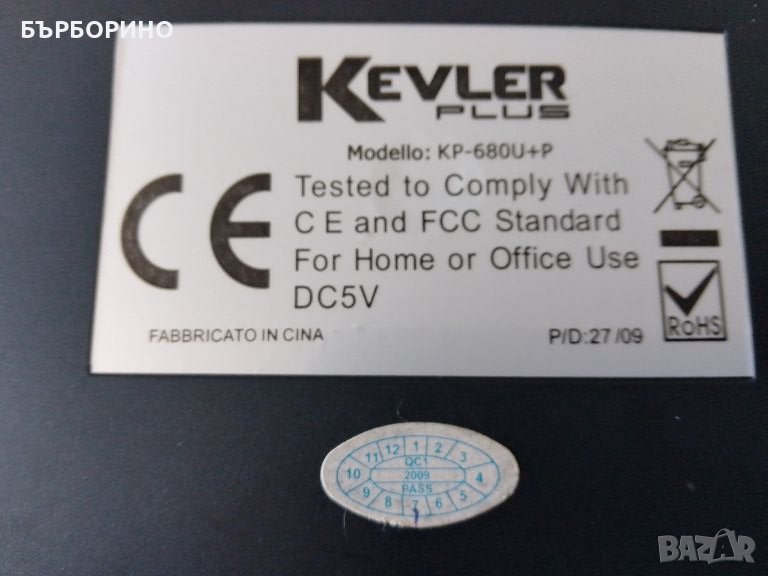 БЪРБОРИНО
KEVLER
PLUS
Modello: KP-680U+P
CE
Tested to Comply With
CE and FCC Standard
For Home or Office Use
DC5V
RoHS
FABBRICATO IN CINA
P/D:27/09
12 1 2 3 4 5 6 7 8 9 10 11
QC1
2009
PASS
BAZAR